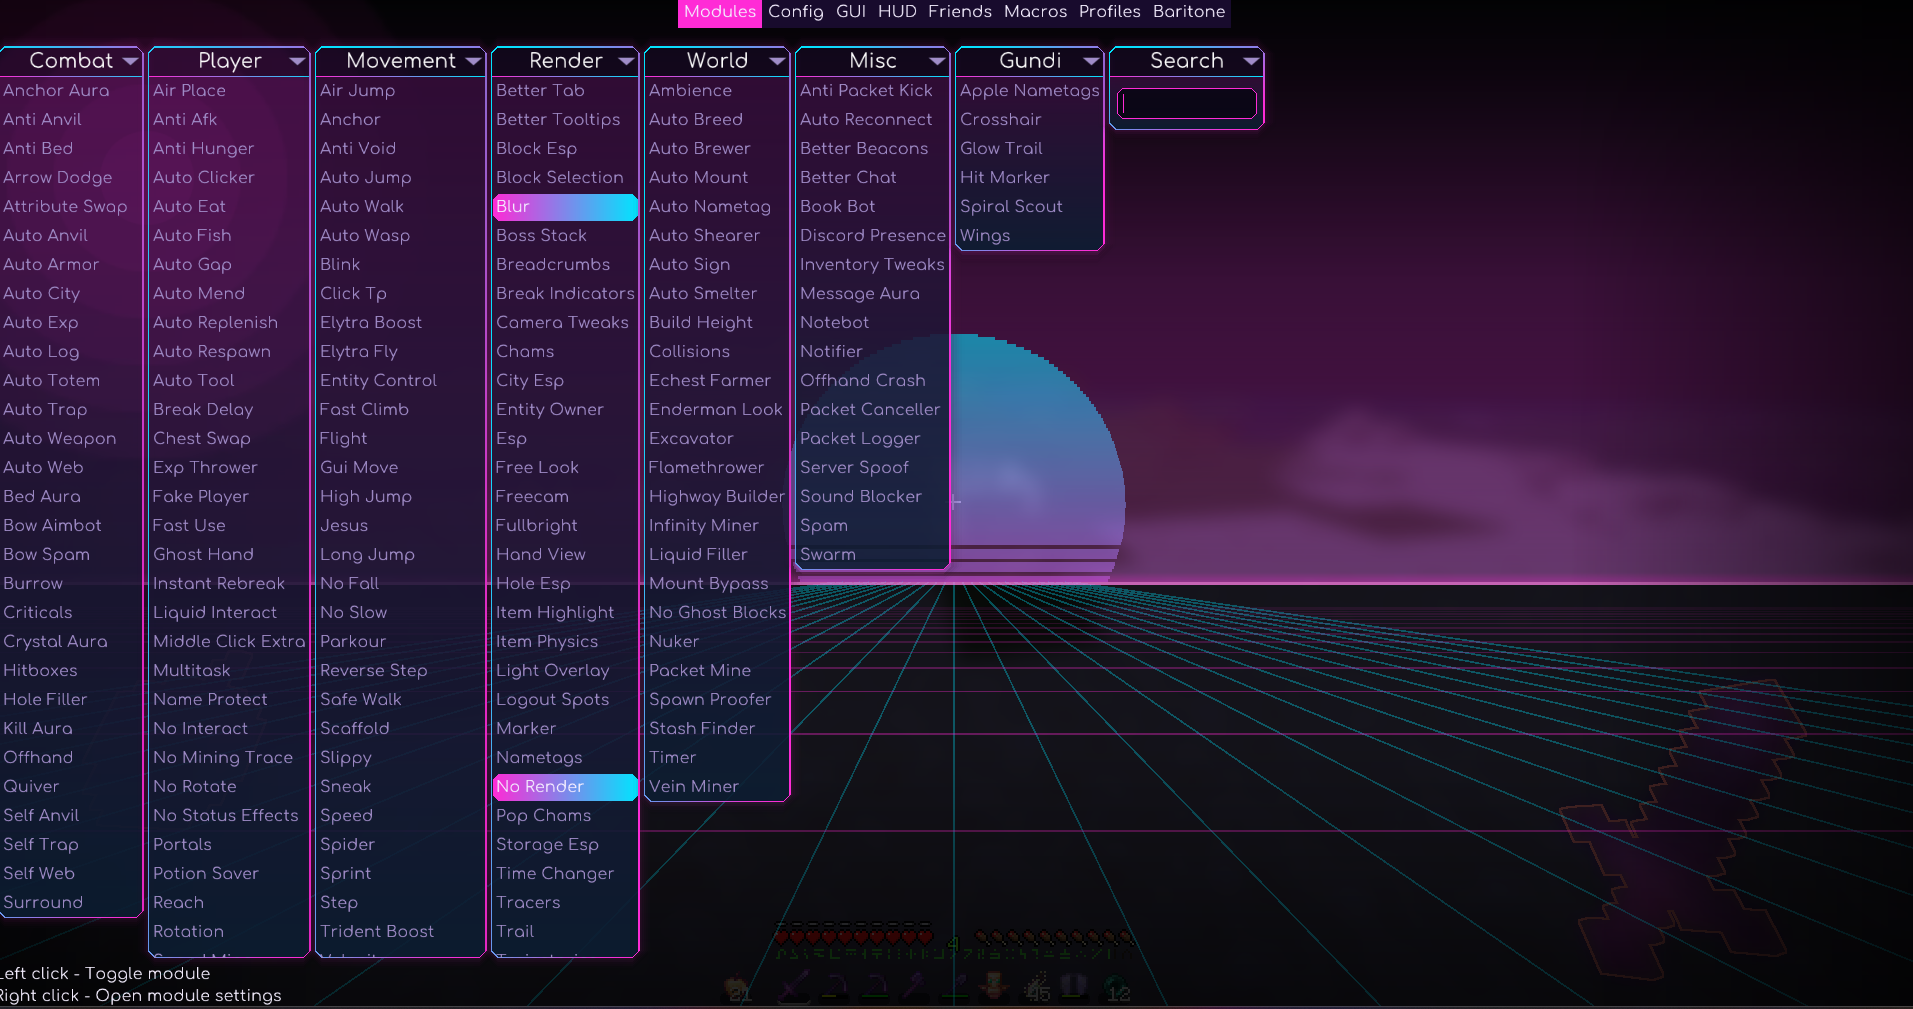 Modules Config GUI HUD Friends Macros Profiles Baritone
Combat
Anchor Aura
Anti Anvil
Anti Bed
Arrow Dodge
Attribute Swap
Auto Anvil
Auto Armor
Auto City
Auto Exp
Auto Log
Auto Totem
Auto Trap
Auto Weapon
Auto Web
Bed Aura
Bow Aimbot
Bow Spam
Burrow
Criticals
Crystal Aura
Hitboxes
Hole Filler
Kill Aura
Offhand
Quiver
Self Anvil
Self Trap
Self Web
Surround
Player
Air Place
Anti Afk
Anti Hunger
Auto Clicker
Auto Eat
Auto Fish
Auto Gap
Auto Mend
Auto Replenish
Auto Respawn
Auto Tool
Break Delay
Chest Swap
Exp Thrower
Fake Player
Fast Use
Ghost Hand
Instant Rebreak
Liquid Interact
Middle Click Extra
Multitask
Name Protect
No Interact
No Mining Trace
No Rotate
No Status Effects
Portals
Potion Saver
Reach
Rotation
Movement
Air Jump
Anchor
Anti Void
Auto Jump
Auto Walk
Auto Wasp
Blink
Click Tp
Elytra Boost
Elytra Fly
Entity Control
Fast Climb
Flight
Gui Move
High Jump
Jesus
Long Jump
No Fall
No Slow
Parkour
Reverse Step
Safe Walk
Scaffold
Slippy
Sneak
Speed
Spider
Sprint
Step
Trident Boost
Render
Better Tab
Better Tooltips
Block Esp
Block Selection
Blur
Boss Stack
Breadcrumbs
Break Indicators
Camera Tweaks
Chams
City Esp
Entity Owner
Esp
Free Look
Freecam
Fullbright
Hand View
Hole Esp
Item Highlight
Item Physics
Light Overlay
Logout Spots
Marker
Nametags
No Render
Pop Chams
Storage Esp
Time Changer
Tracers
Trail
World
Ambience
Auto Breed
Auto Brewer
Auto Mount
Auto Nametag
Auto Shearer
Auto Sign
Auto Smelter
Build Height
Collisions
Echest Farmer
Enderman Look
Excavator
Flamethrower
Highway Builder
Infinity Miner
Liquid Filler
Mount Bypass
No Ghost Blocks
Nuker
Packet Mine
Spawn Proofer
Stash Finder
Timer
Vein Miner
Misc
Anti Packet Kick
Auto Reconnect
Better Beacons
Better Chat
Book Bot
Discord Presence
Inventory Tweaks
Message Aura
Notebot
Notifier
Offhand Crash
Packet Canceller
Packet Logger
Server Spoof
Sound Blocker
Spam
Swarm
Gundi
Apple Nametags
Crosshair
Glow Trail
Hit Marker
Spiral Scout
Wings
Search
Left click - Toggle module
Right click - Open module settings
4
21 45 12